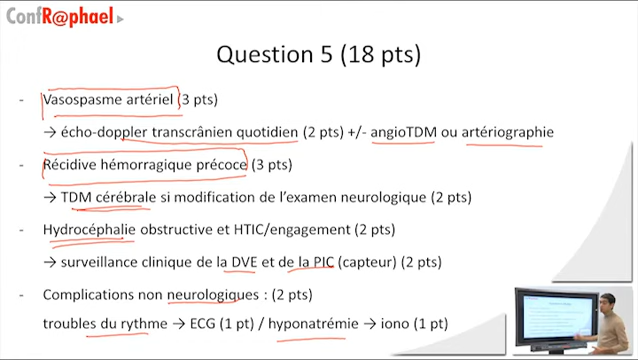 ConfR@phael
Question 5 (18 pts)
- Vasospasme artériel (3 pts)
→ écho-doppler transcrânien quotidien (2 pts) +/- angioTDM ou artériographie
- Récidive hémorragique précoce (3 pts)
→ TDM cérébrale si modification de l'examen neurologique (2 pts)
- Hydrocéphalie obstructive et HTIC/engagement (2 pts)
→ surveillance clinique de la DVE et de la PIC (capteur) (2 pts)
- Complications non neurologiques : (2 pts)
troubles du rythme → ECG (1 pt) / hyponatrémie → iono (1 pt)